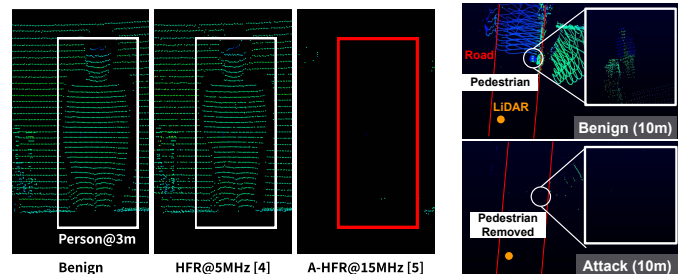 Person@3m
Benign
HFR@5MHz [4]
A-HFR@15MHz [5]
Road
Pedestrian
LiDAR
Benign (10m)
Pedestrian
Removed
Attack (10m)